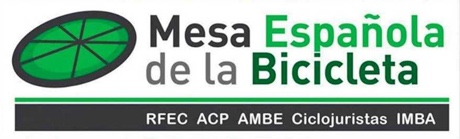 Mesa Española
de la Bicicleta
RFEC ACP AMBE Ciclojuristas IMBA